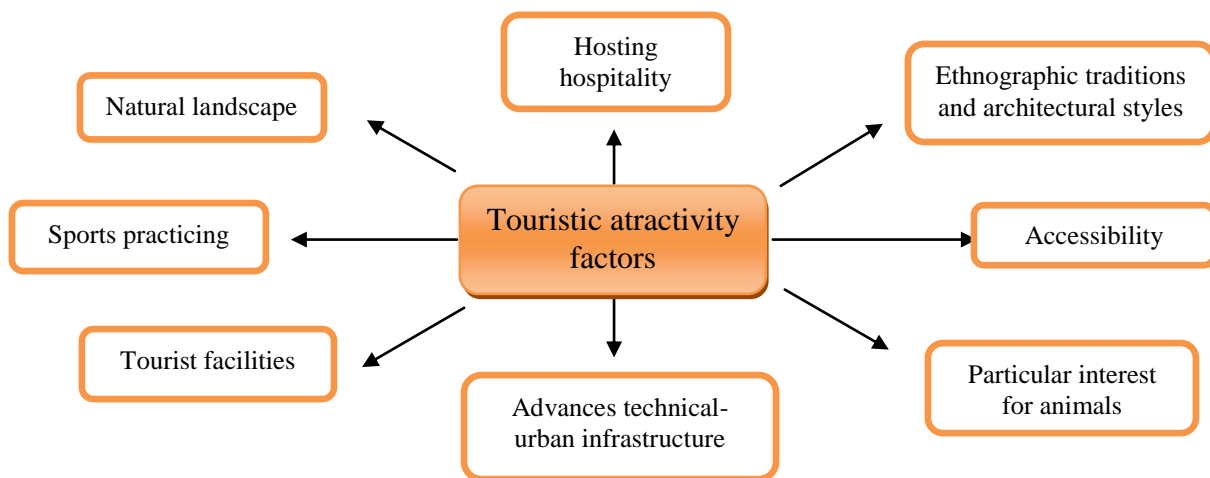 Hosting
hospitality
Ethnographic traditions
and architectural styles
Natural landscape
Touristic atractivity
factors
Sports practicing
Accessibility
Tourist facilities
Particular interest
for animals
Advances technical-
urban infrastructure